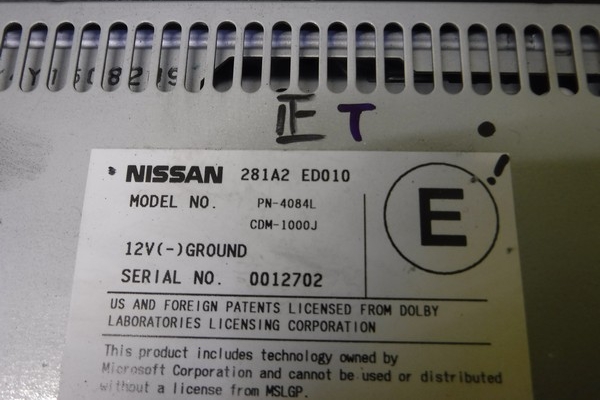 正 T
NISSAN 281A2 ED010
MODEL NO. PN-4084L
CDM-1000J
E
12V(-)GROUND
SERIAL NO. 0012702
US AND FOREIGN PATENTS LICENSED FROM DOLBY
LABORATORIES LICENSING CORPORATION
This product includes technology owned by
Microsoft Corporation and cannot be used or distributed
without a license from MSLGP.